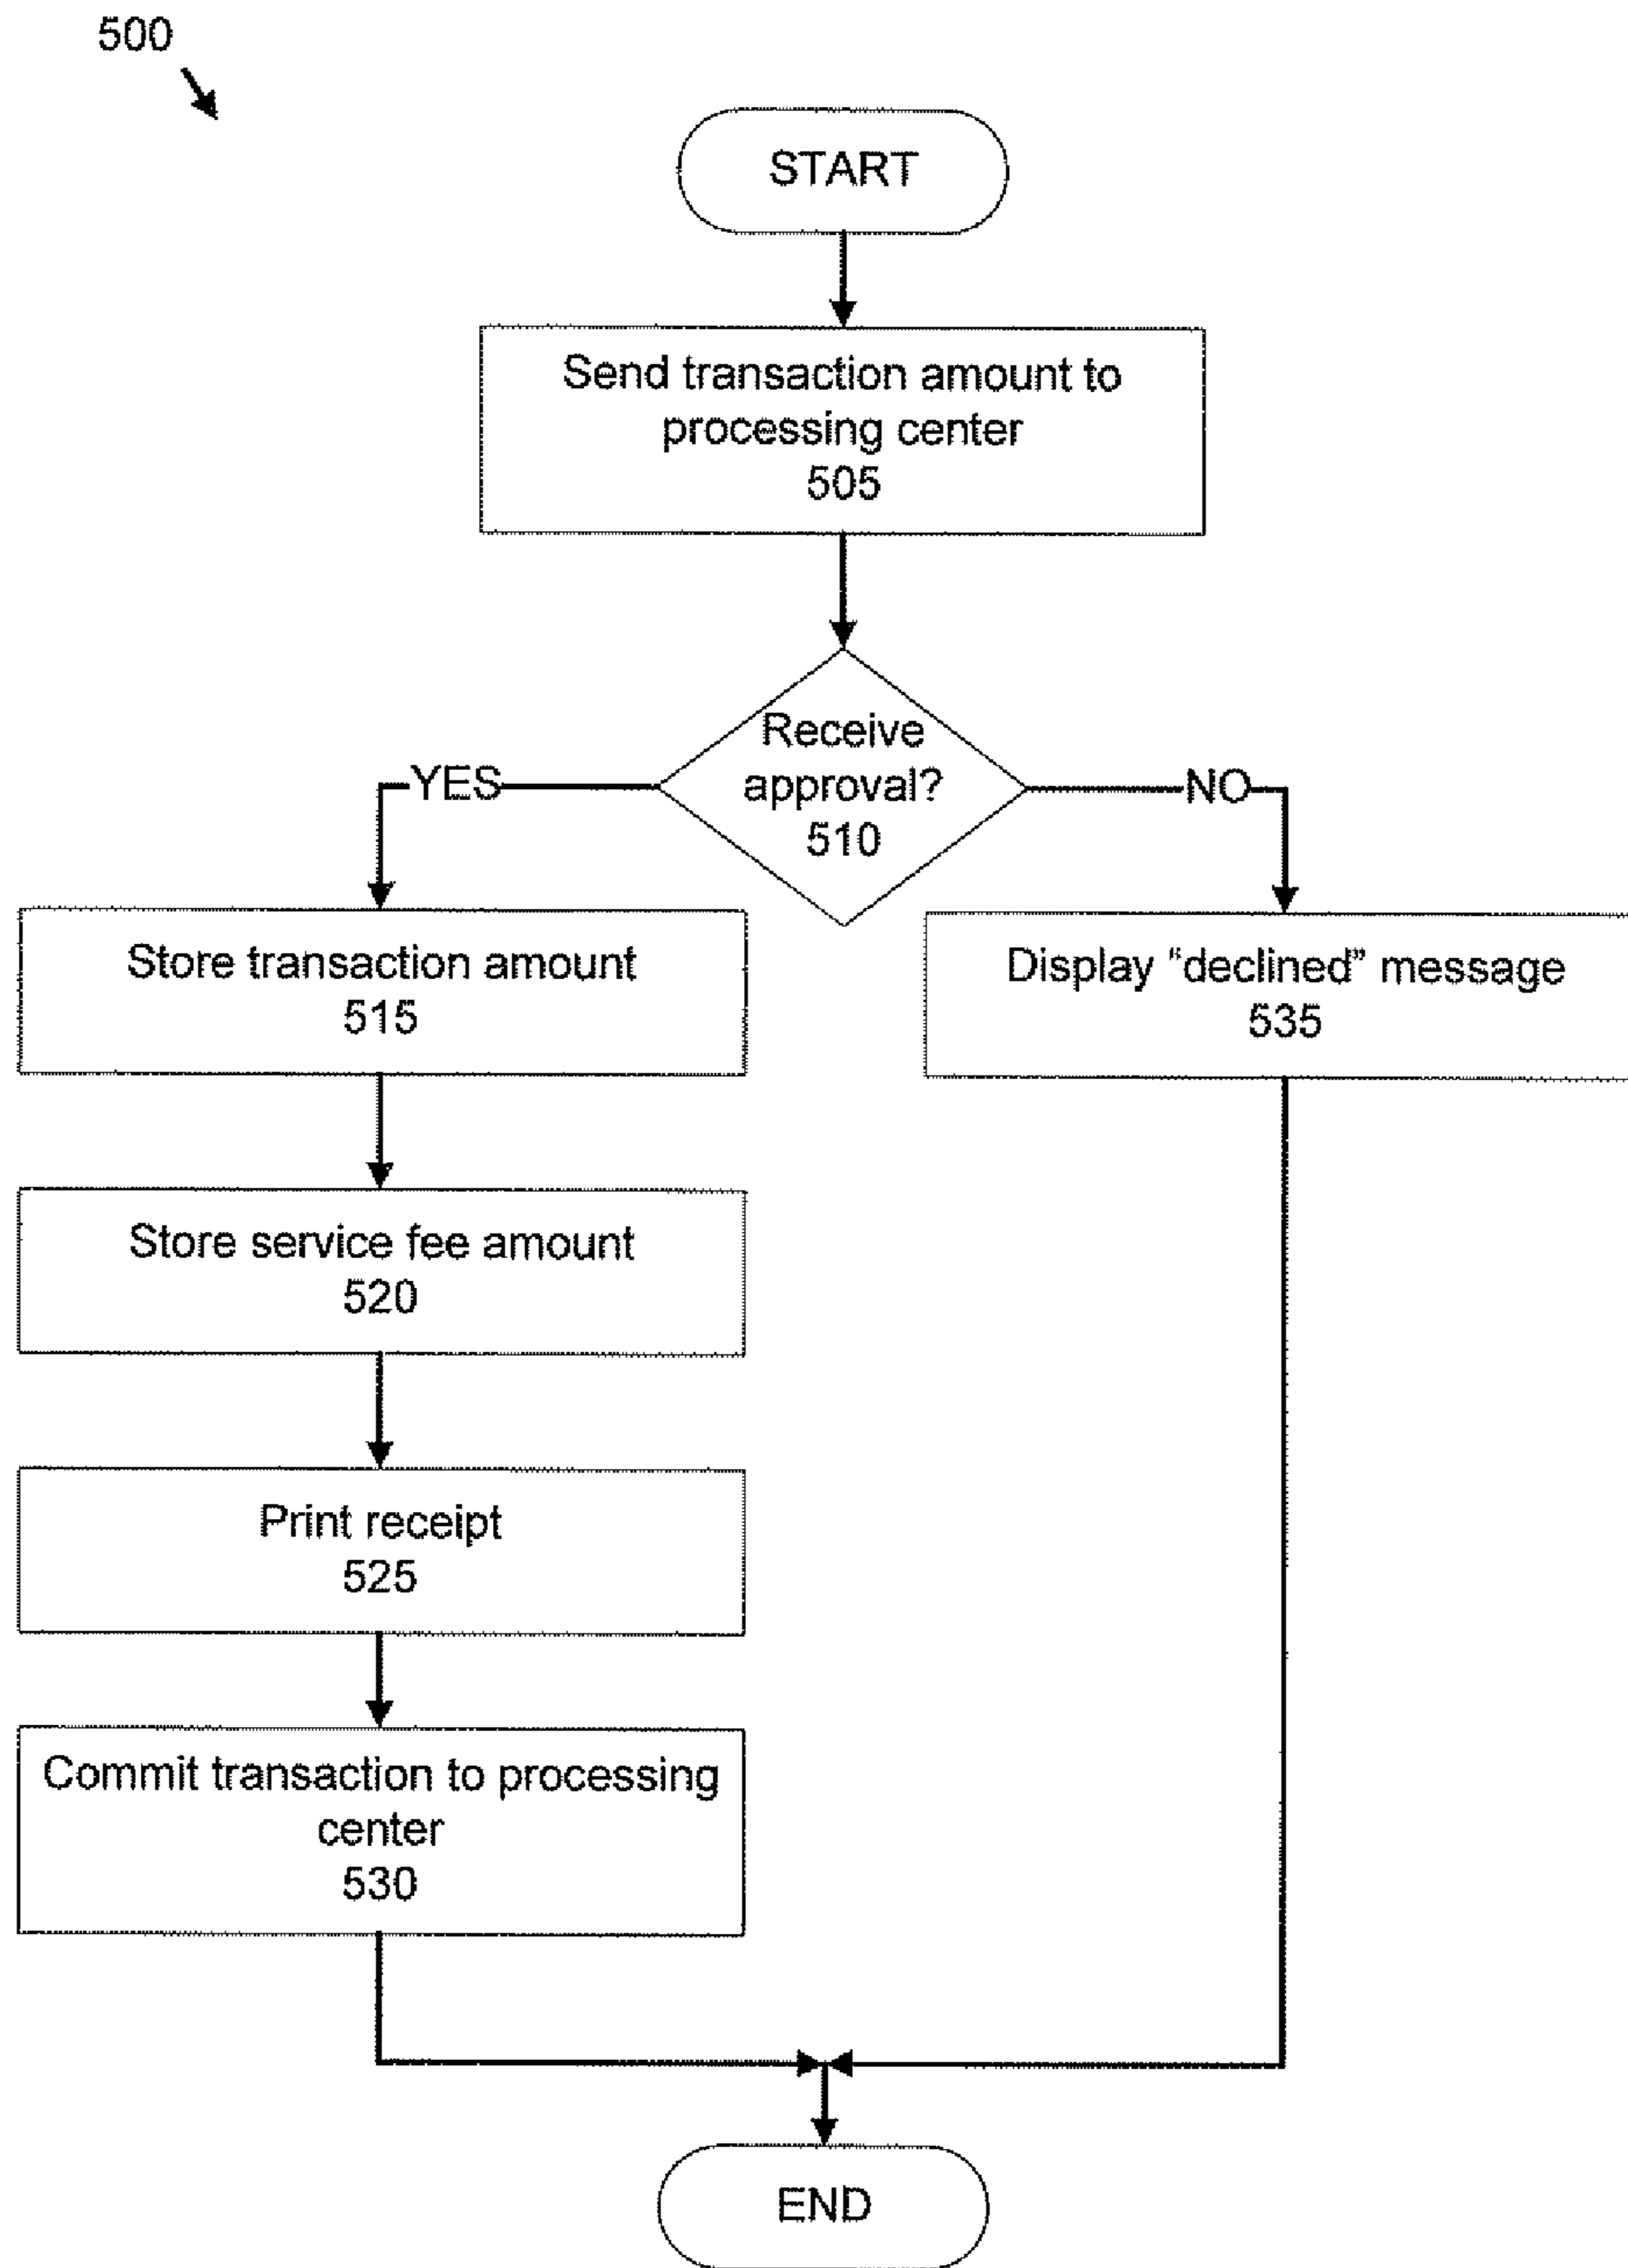 500
START
Send transaction amount to
processing center
505
Receive
approval?
510
YES
NO
Store transaction amount
515
Display “declined” message
535
Store service fee amount
520
Print receipt
525
Commit transaction to processing
center
530
END